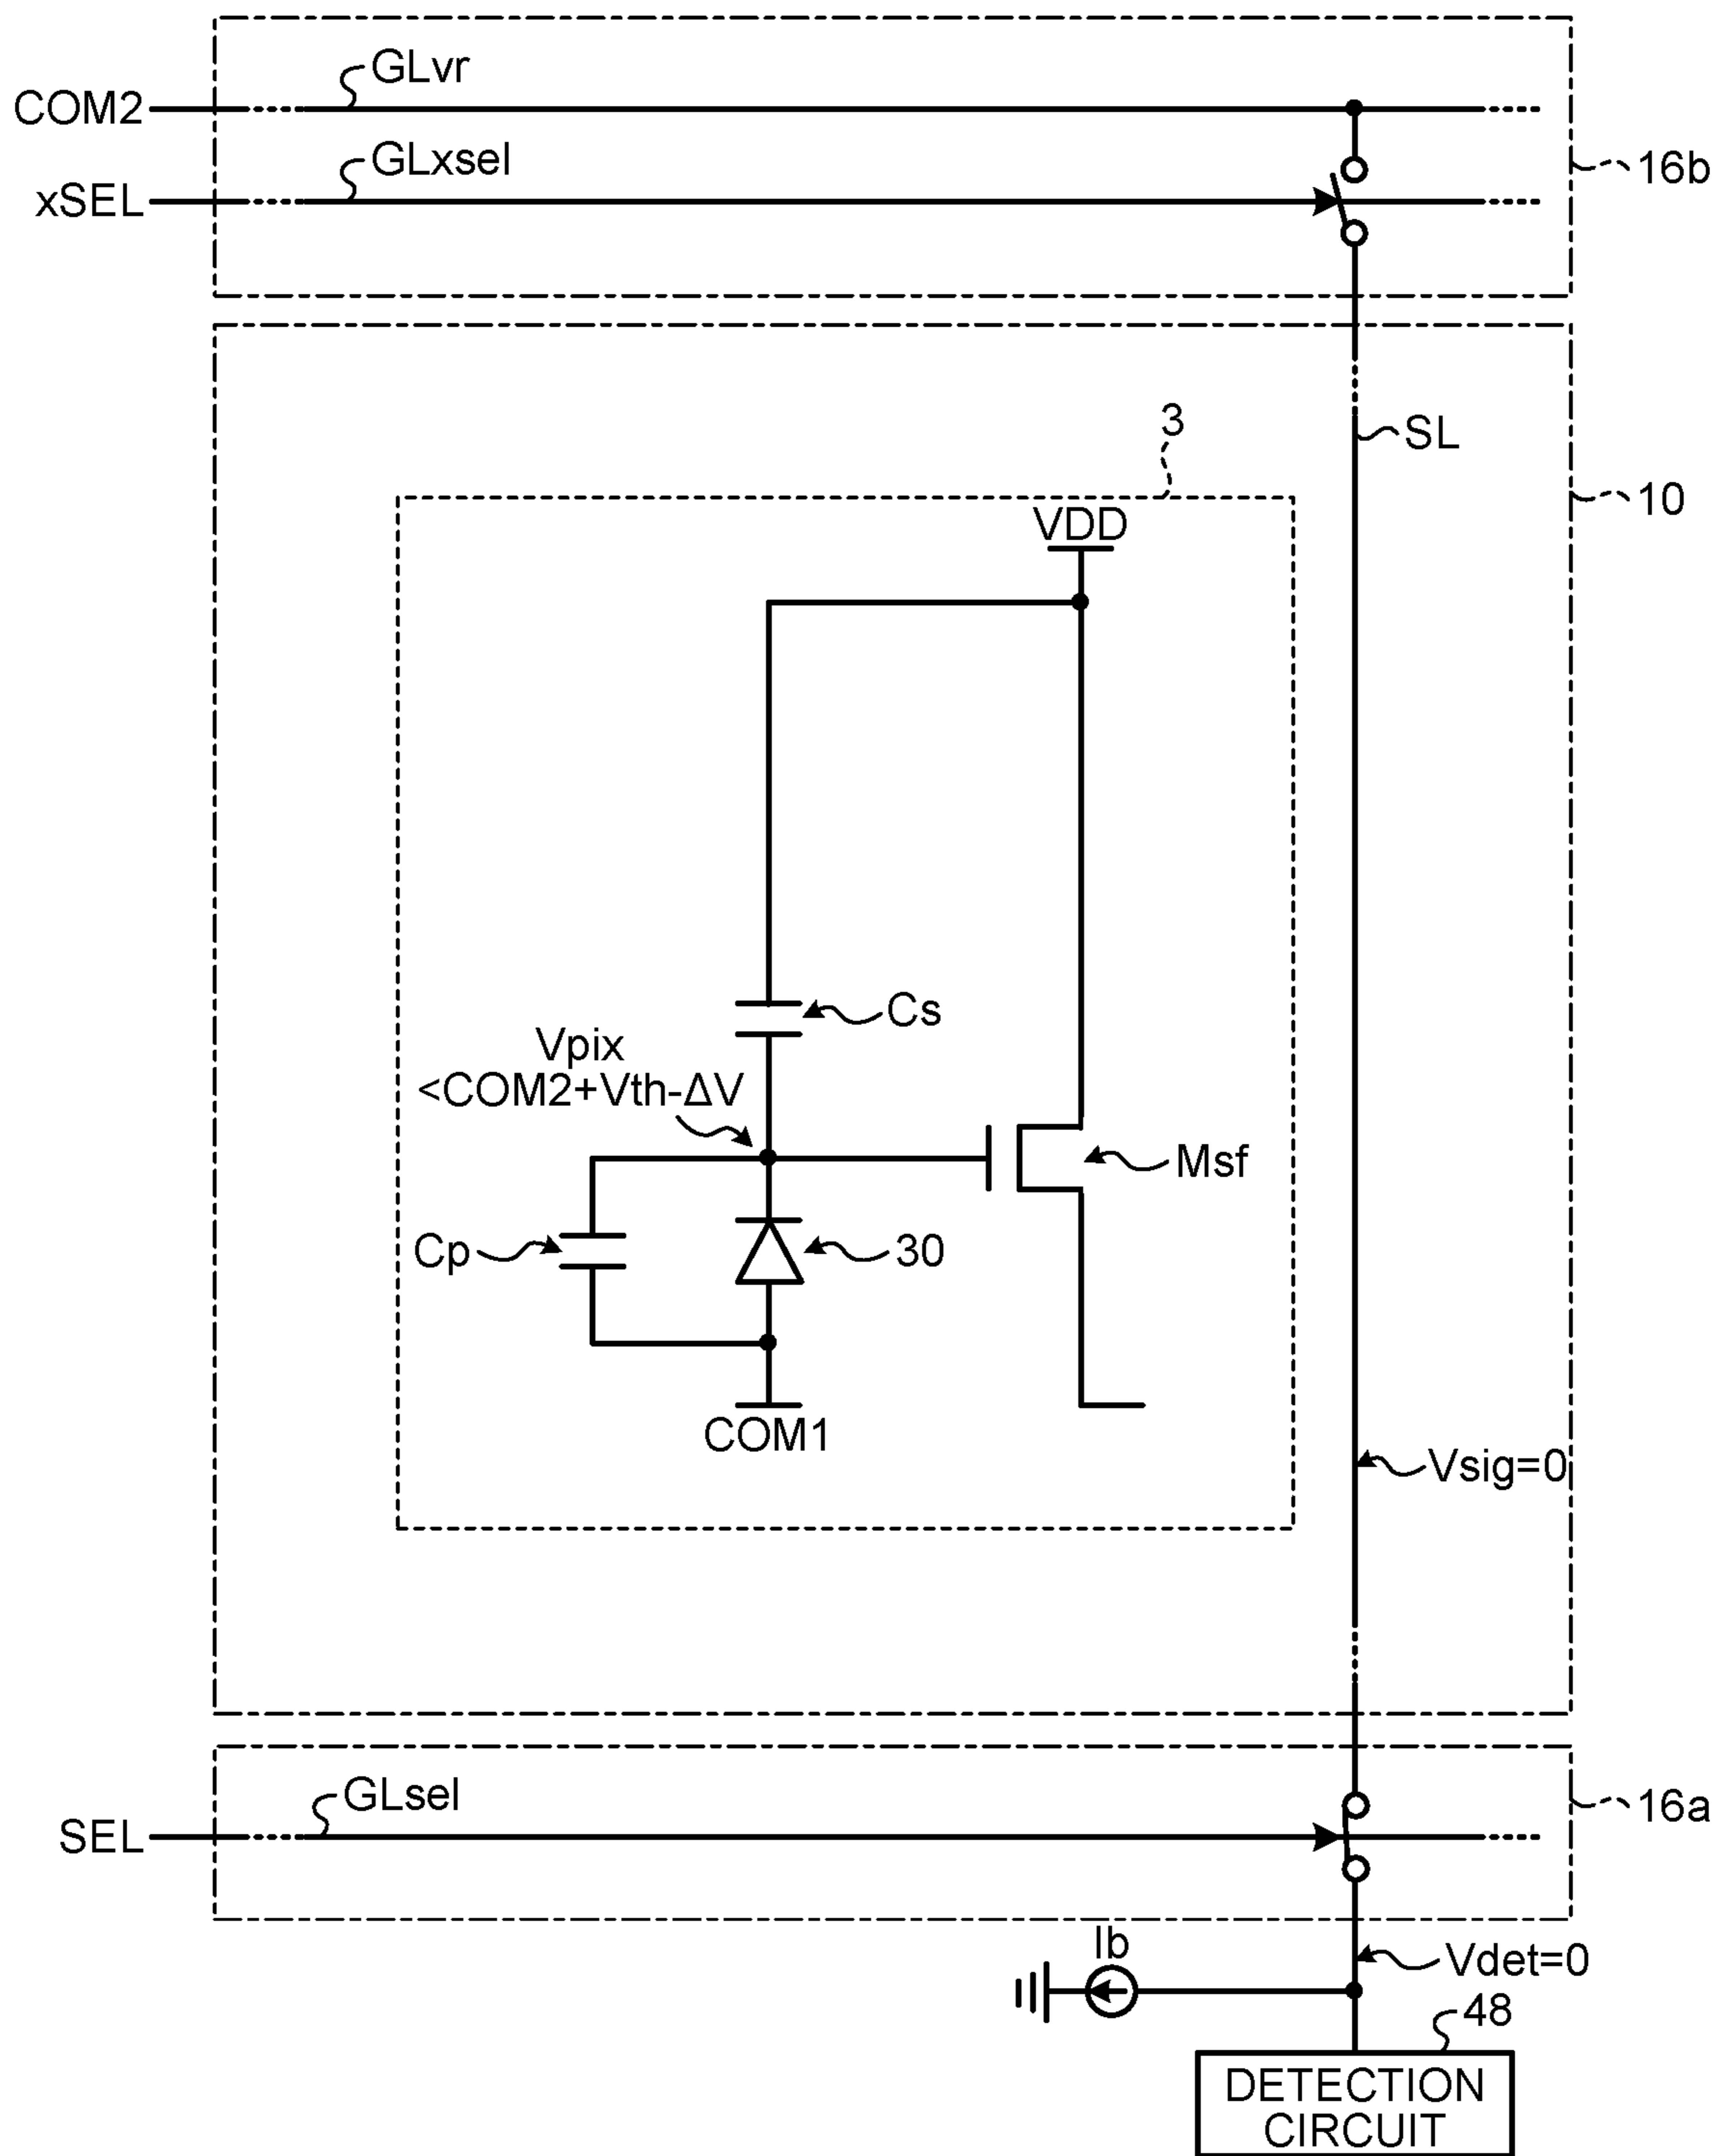 GLvr
COM2
GLxsel
xSEL
16b
3
SL
10
VDD
Cs
Vpix
<COM2+Vth-ΔV
Msf
Cp
30
COM1
Vsig=0
GLsel
SEL
16a
Ib
Vdet=0
48
DETECTION
CIRCUIT